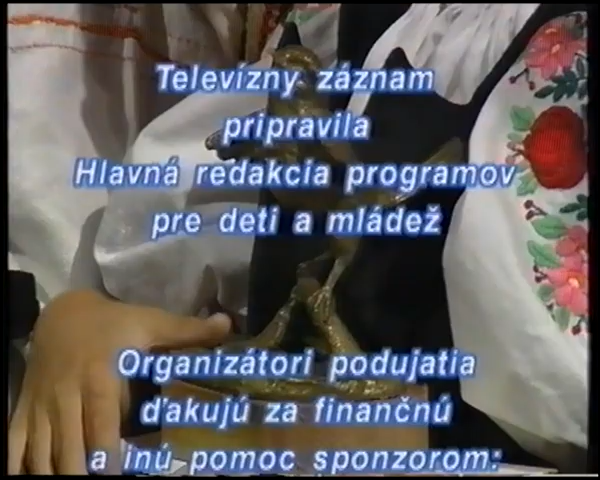 Televízny záznam
pripravila
Hlavná redakcia programov
pre deti a mládež
Organizátori podujatia
ďakujú za finančnú
a inú pomoc sponzorom: